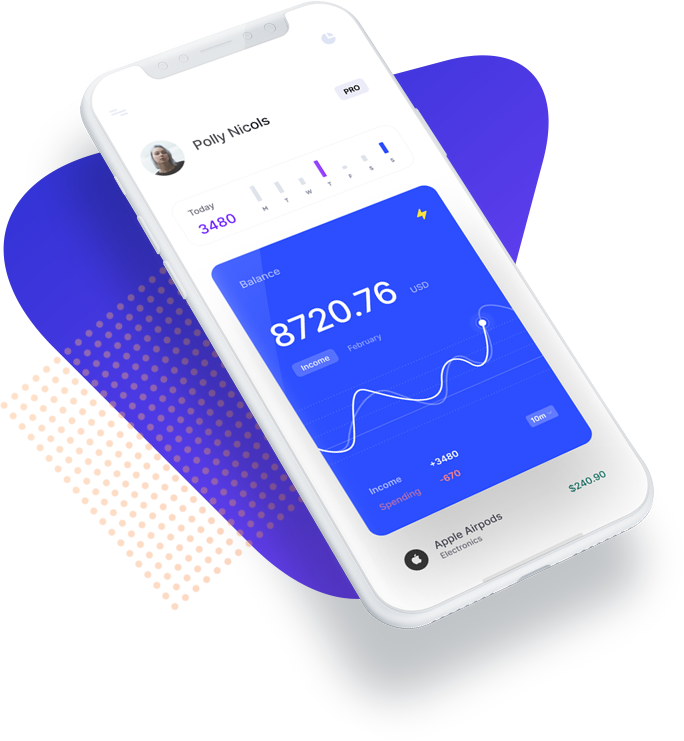 PRO
Polly Nicols
Today
3480
M T W T F S S
Balance
8720.76 USD
Income February
10m
Income +3480
Spending -670
Apple Airpods $240.90
Electronics